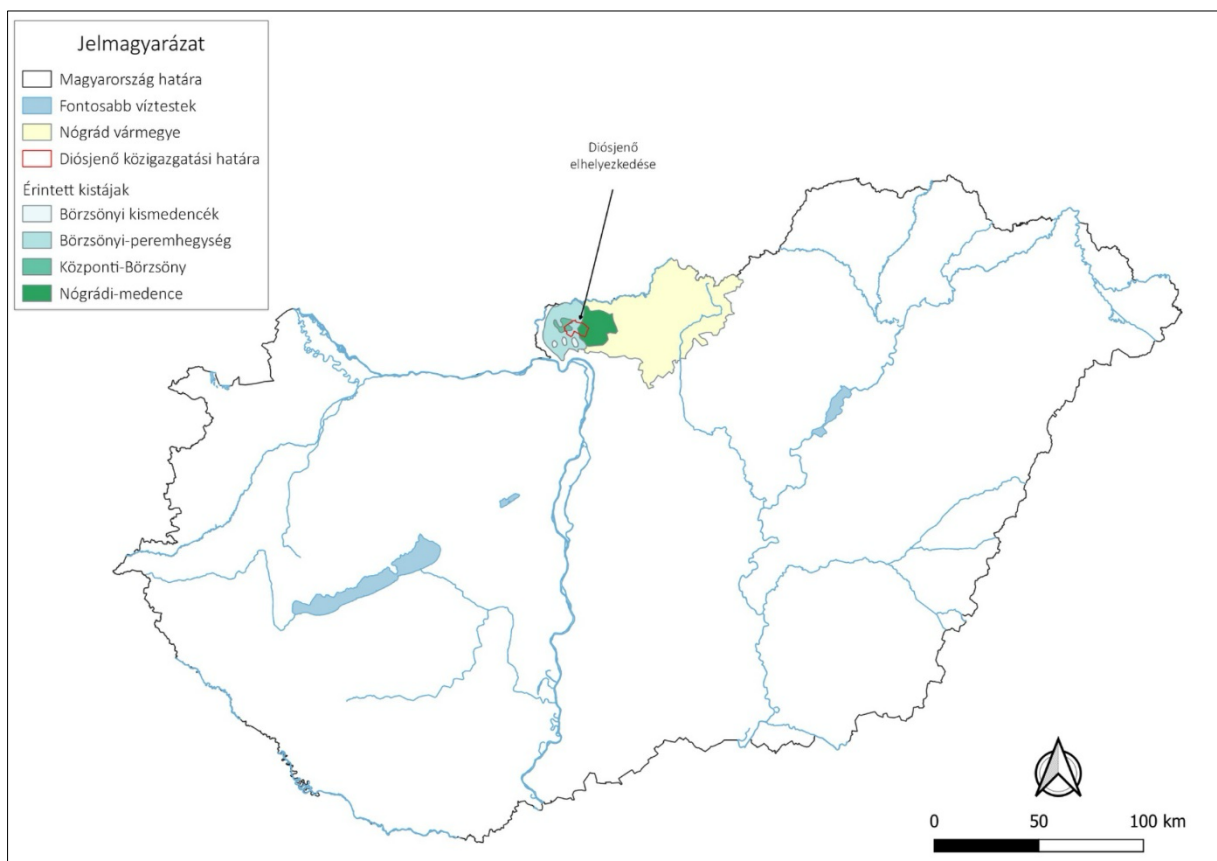 Jelmagyarázat
Magyarország határa
Fontosabb víztestek
Nógrád vármegye
Diósjenő közigazgatási határa
Érintett kistájak
Börzsönyi kismedencék
Börzsönyi-peremhegység
Központi-Börzsöny
Nógrádi-medence
Diósjenő
elhelyezkedése
0 50 100 km